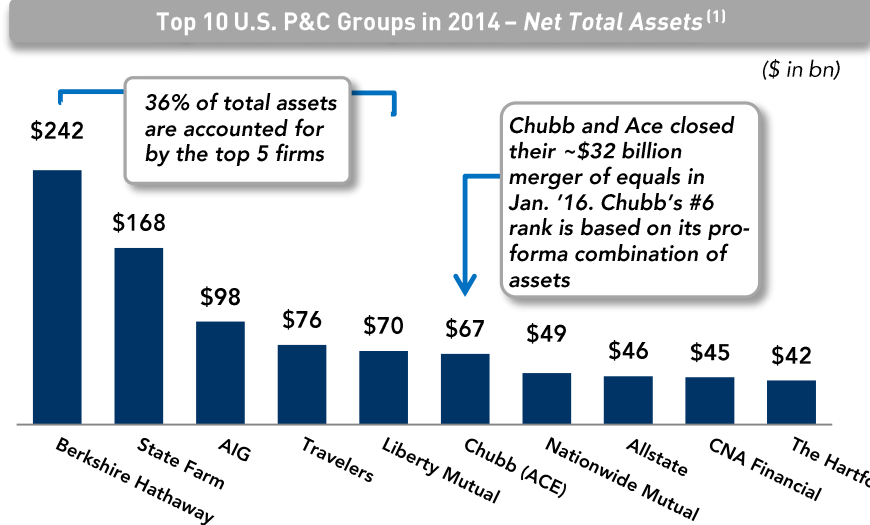 Top 10 U.S. P&C Groups in 2014 – Net Total Assets (1)
($ in bn)
36% of total assets
are accounted for
by the top 5 firms
Chubb and Ace closed
their ~$32 billion
merger of equals in
Jan. '16. Chubb's #6
rank is based on its pro-
forma combination of
assets
$242
$168
$98
$76
$70
$67
$49
$46
$45
$42
Berkshire Hathaway
State Farm
AIG
Travelers
Liberty Mutual
Chubb (ACE)
Nationwide Mutual
Allstate
CNA Financial
The Hartfo